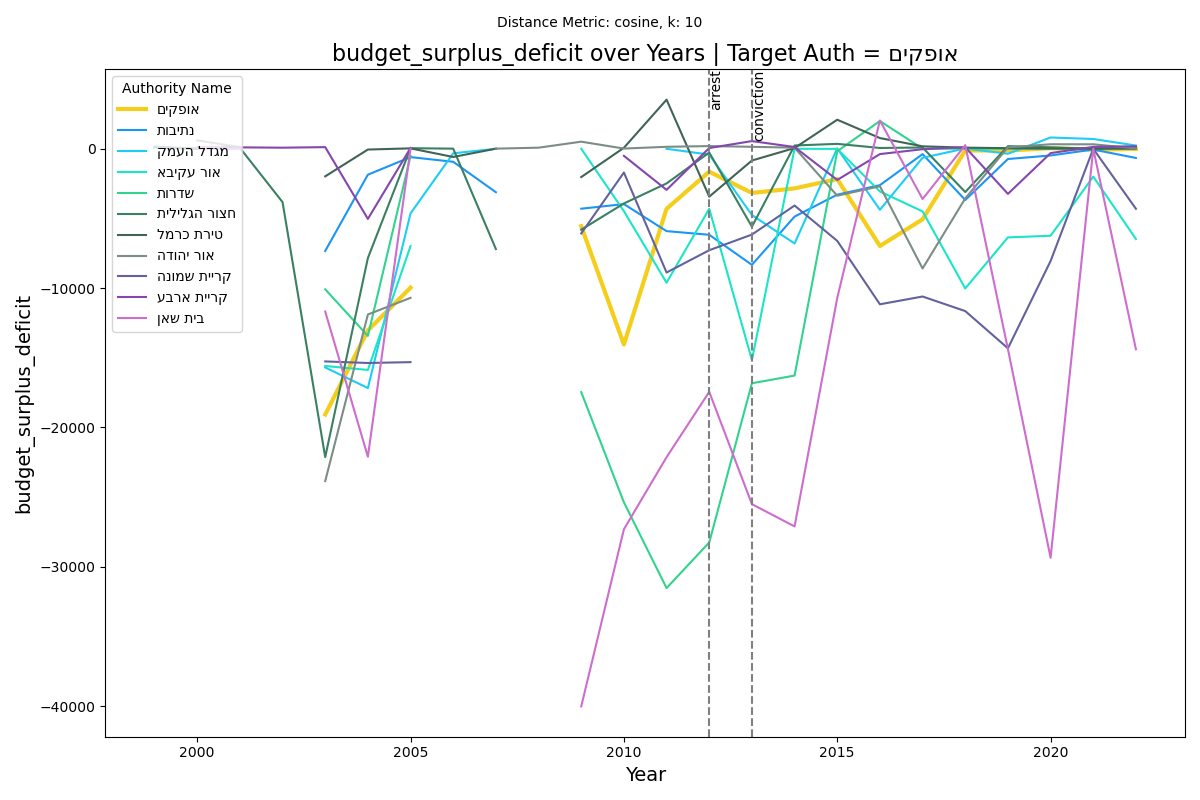 Distance Metric: cosine, k: 10
budget_surplus_deficit over Years | Target Auth = אופקים
Authority Name
אופקים
נתיבות
מגדל העמק
אור עקיבא
שדרות
חצור הגלילית
טירת כרמל
אור יהודה
קריית שמונה
קריית ארבע
בית שאן
arrest
conviction
0
−10000
−20000
−30000
−40000
budget_surplus_deficit
2000
2005
2010
2015
2020
Year